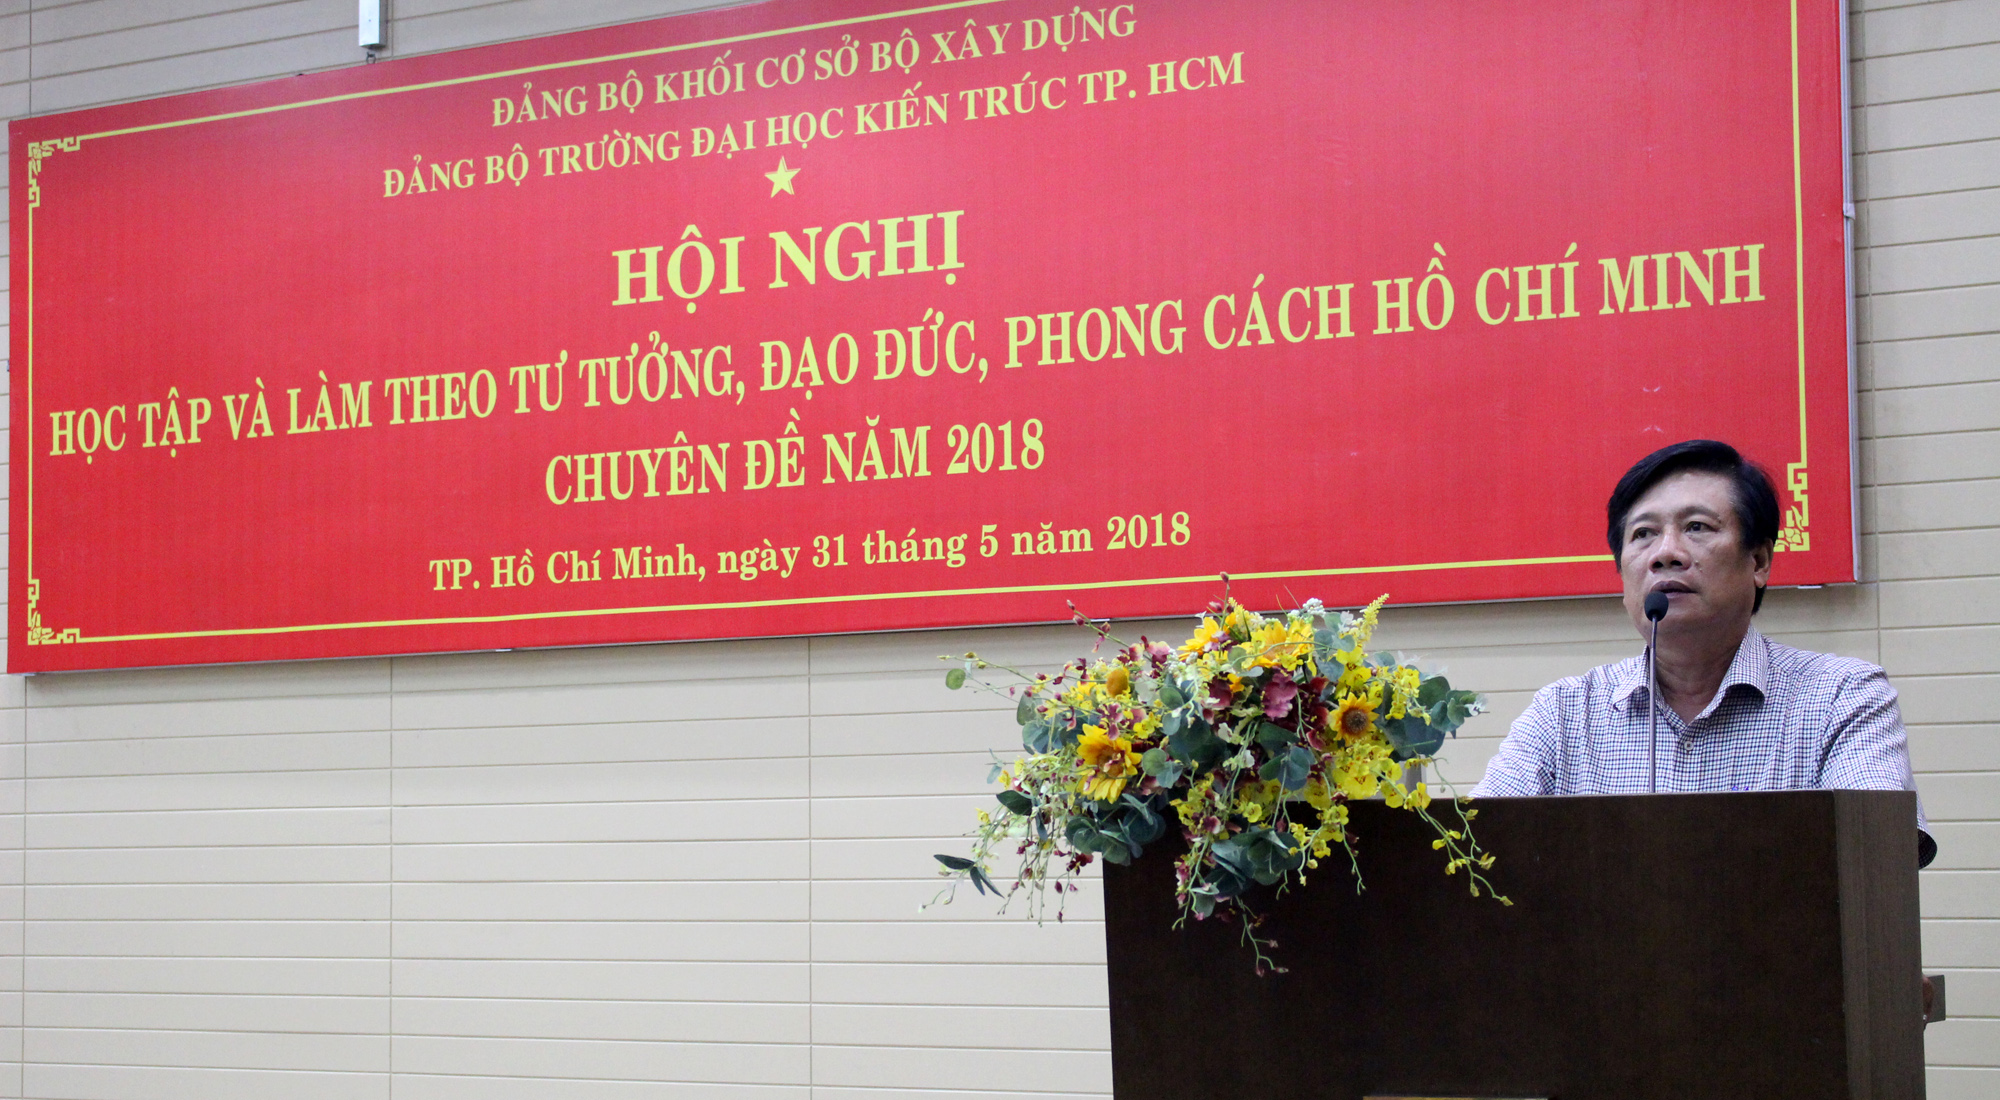 ĐẢNG BỘ KHỐI CƠ SỞ BỘ XÂY DỰNG
ĐẢNG BỘ TRƯỜNG ĐẠI HỌC KIẾN TRÚC TP. HCM
HỘI NGHỊ
HỌC TẬP VÀ LÀM THEO TƯ TƯỞNG, ĐẠO ĐỨC, PHONG CÁCH HỒ CHÍ MINH
CHUYÊN ĐỀ NĂM 2018
TP. Hồ Chí Minh, ngày 31 tháng 5 năm 2018